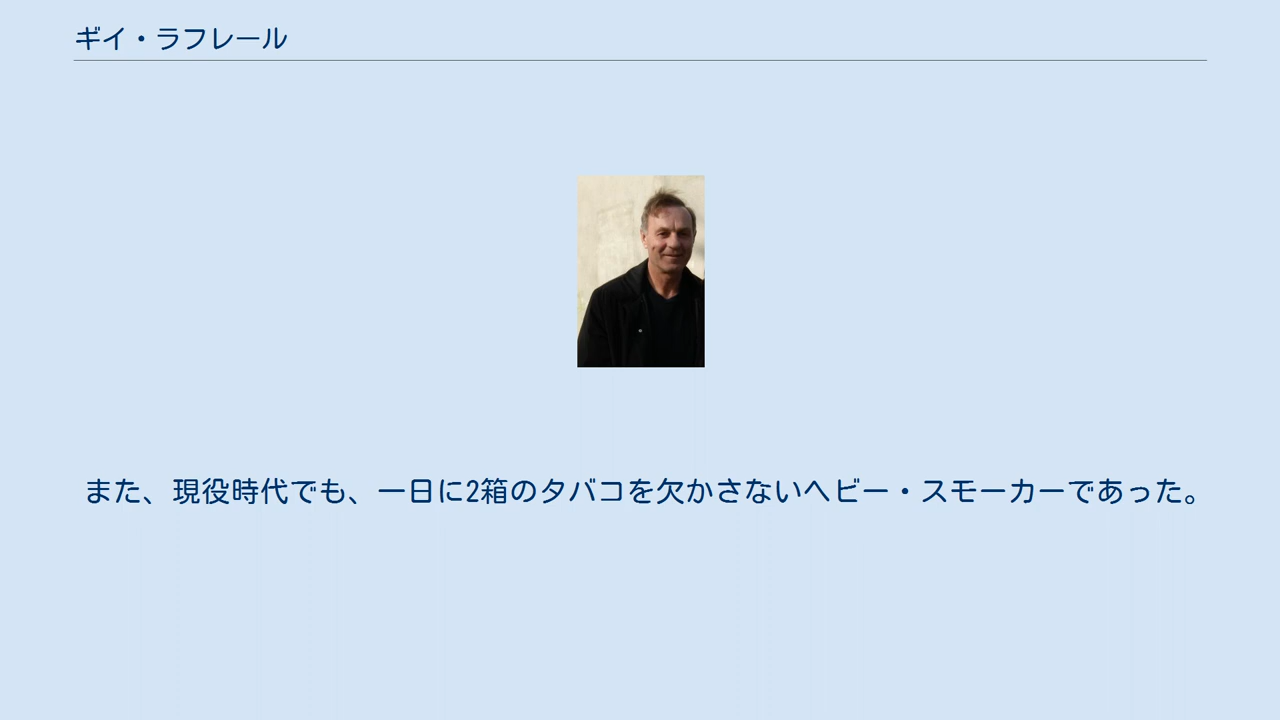 ギイ・ラフレール
また、現役時代でも、一日に2箱のタバコを欠かさないヘビー・スモーカーであった。